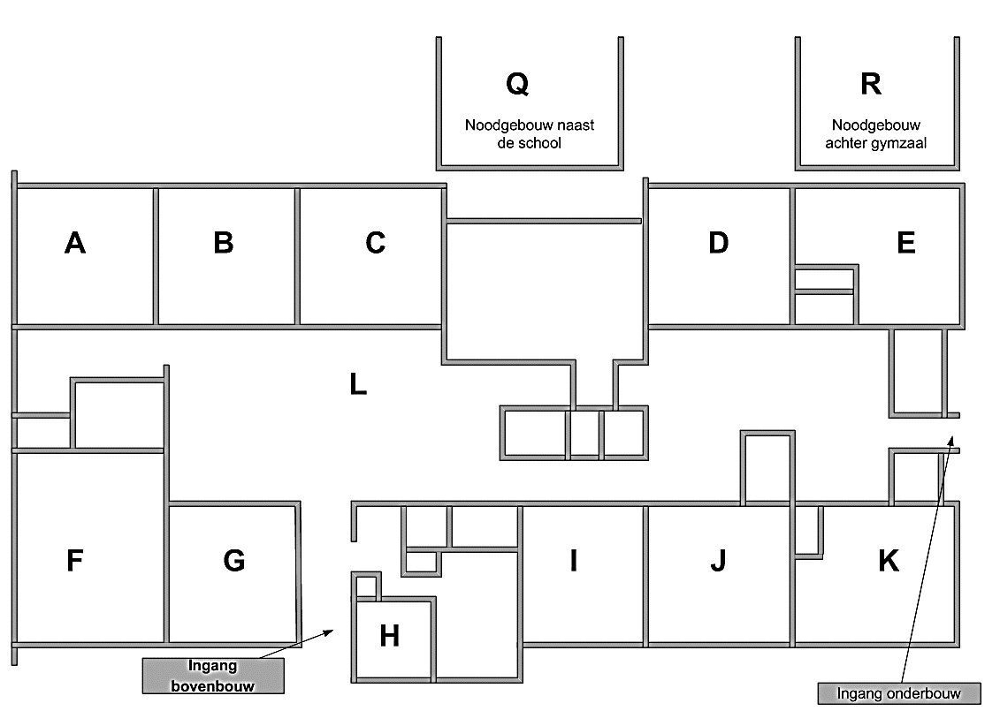 Q
R
Noodgebouw naast
de school
Noodgebouw
achter gymzaal
A
B
C
D
E
L
F
G
H
I
J
K
Ingang
bovenbouw
Ingang onderbouw